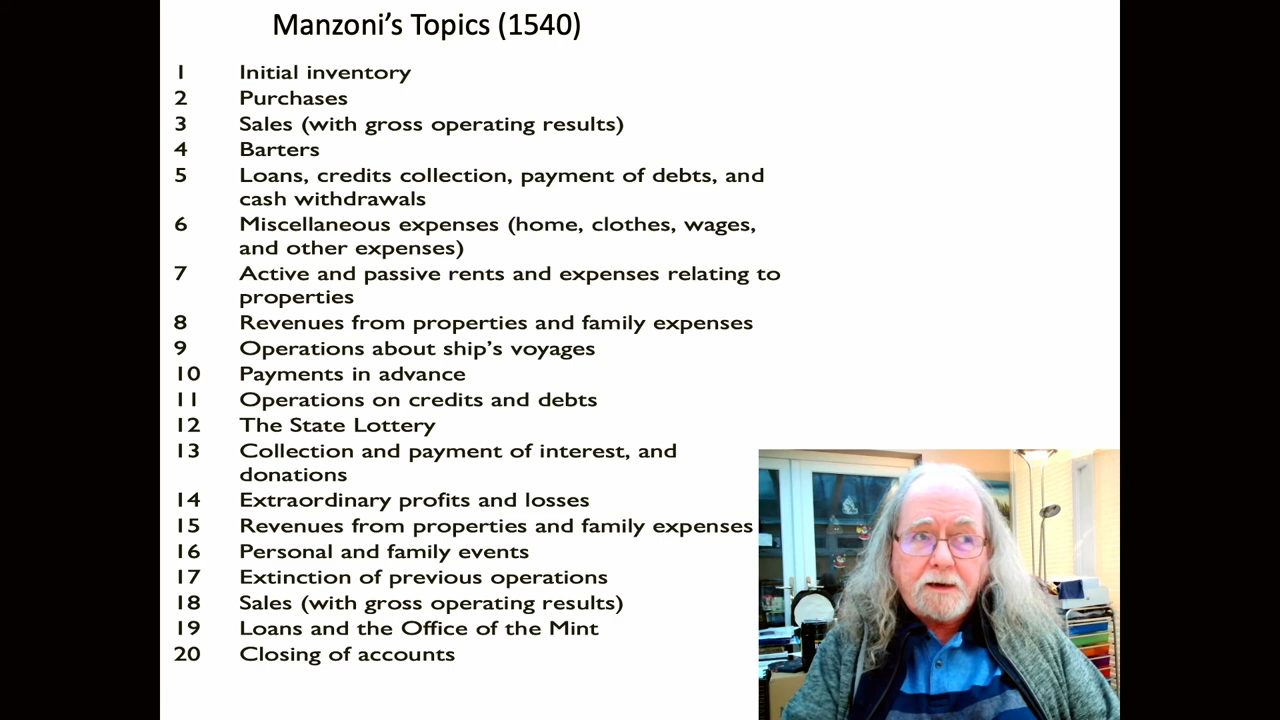 Manzoni's Topics (1540)
1 Initial inventory
2 Purchases
3 Sales (with gross operating results)
4 Barters
5 Loans, credits collection, payment of debts, and
cash withdrawals
6 Miscellaneous expenses (home, clothes, wages,
and other expenses)
7 Active and passive rents and expenses relating to
properties
8 Revenues from properties and family expenses
9 Operations about ship's voyages
10 Payments in advance
11 Operations on credits and debts
12 The State Lottery
13 Collection and payment of interest, and
donations
14 Extraordinary profits and losses
15 Revenues from properties and family expenses
16 Personal and family events
17 Extinction of previous operations
18 Sales (with gross operating results)
19 Loans and the Office of the Mint
20 Closing of accounts